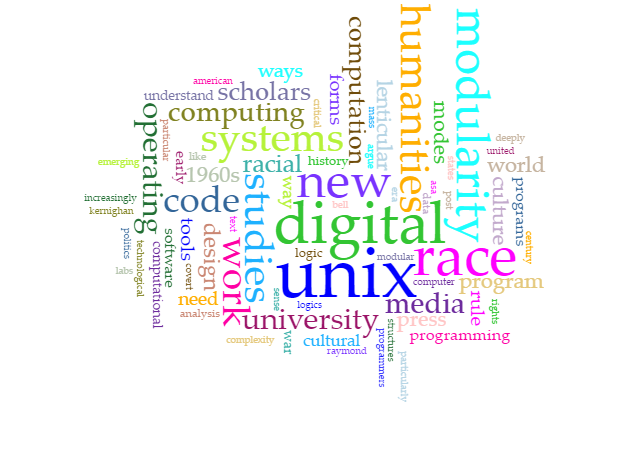 humanities
modularity
computation
ways
american
understand
scholars
forms
critical
lenticular
mass
computing
modes
operating
systems
particular
deeply
united
emerging
early
like
racial
history
argue
states
world
1960s
way
new
era
data
asa
post
culture
programs
increasingly
kernighan
code
studies
bell
digital
century
politics
technological
software
tools
design
text
work
logic
modular
race
labs
computational
covert
unix
computer
program
need
sense
logics
media
rule
rights
analysis
university
press
complexity
war
cultural
raymond
programmers
structures
particularly
programming